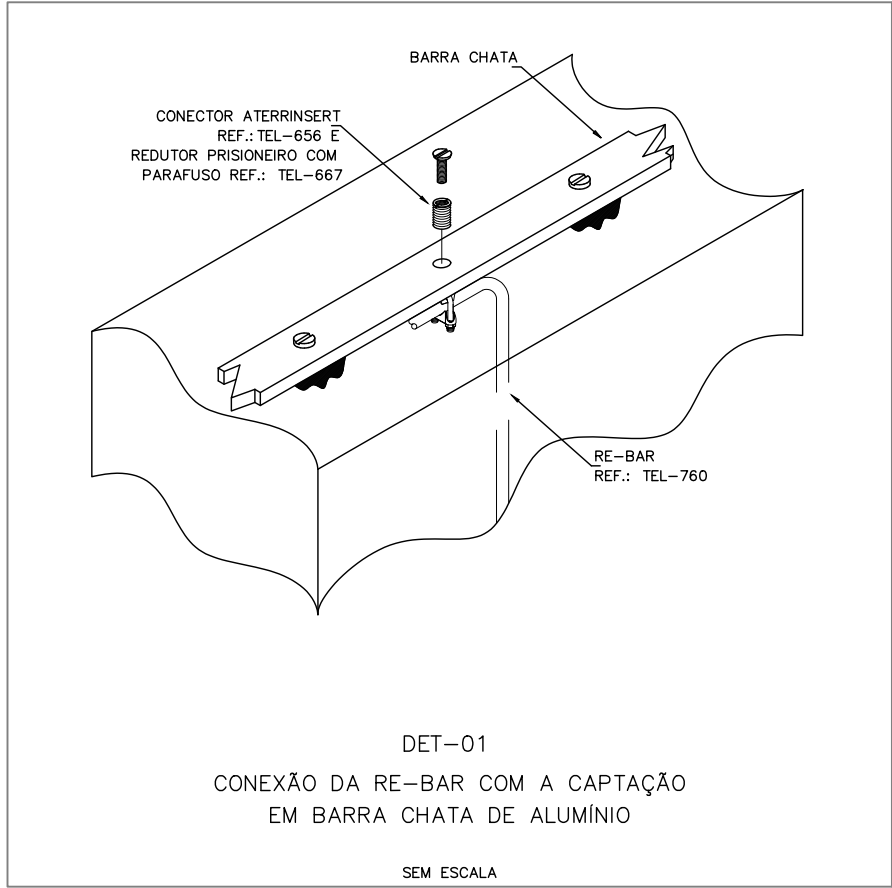 BARRA CHATA
CONECTOR ATERRINSERT
REF.: TEL-656 E
REDUTOR PRISIONEIRO COM
PARAFUSO REF.: TEL-667
RE-BAR
REF.: TEL-760
DET-01
CONEXÃO DA RE-BAR COM A CAPTAÇÃO
EM BARRA CHATA DE ALUMÍNIO
SEM ESCALA